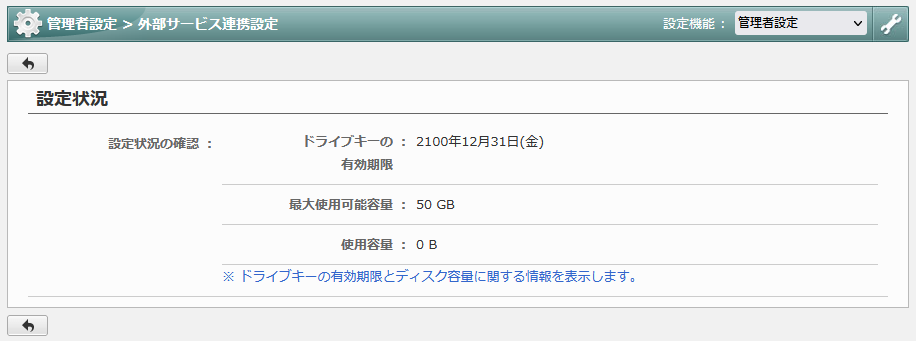 管理者設定 > 外部サービス連携設定
設定機能： 管理者設定
設定状況
設定状況の確認 ： ドライブキーの ： 2100年12月31日(金)
有効期限
最大使用可能容量 ： 50 GB
使用容量 ： 0 B
※ ドライブキーの有効期限とディスク容量に関する情報を表示します。